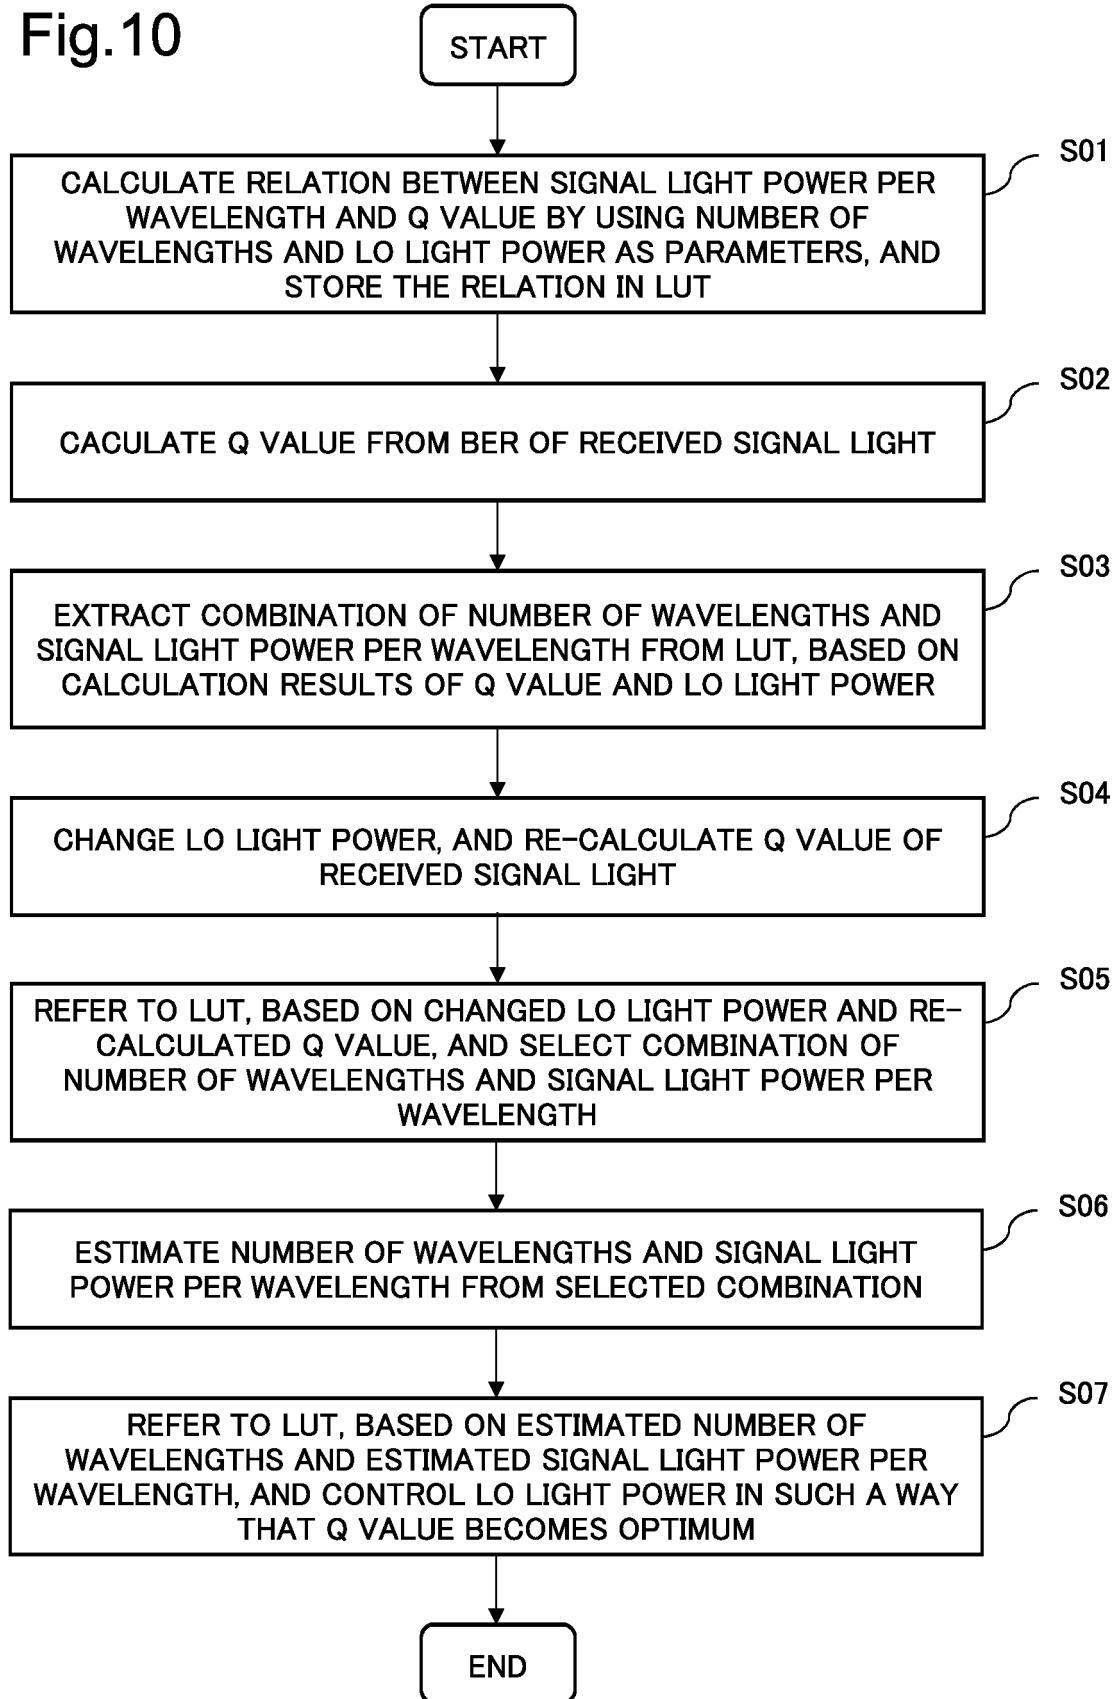 Fig.10
START
S01
CALCULATE RELATION BETWEEN SIGNAL LIGHT POWER PER
WAVELENGTH AND Q VALUE BY USING NUMBER OF
WAVELENGTHS AND LO LIGHT POWER AS PARAMETERS, AND
STORE THE RELATION IN LUT
S02
CACULATE Q VALUE FROM BER OF RECEIVED SIGNAL LIGHT
S03
EXTRACT COMBINATION OF NUMBER OF WAVELENGTHS AND
SIGNAL LIGHT POWER PER WAVELENGTH FROM LUT, BASED ON
CALCULATION RESULTS OF Q VALUE AND LO LIGHT POWER
S04
CHANGE LO LIGHT POWER, AND RE-CALCULATE Q VALUE OF
RECEIVED SIGNAL LIGHT
S05
REFER TO LUT, BASED ON CHANGED LO LIGHT POWER AND RE-
CALCULATED Q VALUE, AND SELECT COMBINATION OF
NUMBER OF WAVELENGTHS AND SIGNAL LIGHT POWER PER
WAVELENGTH
S06
ESTIMATE NUMBER OF WAVELENGTHS AND SIGNAL LIGHT
POWER PER WAVELENGTH FROM SELECTED COMBINATION
S07
REFER TO LUT, BASED ON ESTIMATED NUMBER OF
WAVELENGTHS AND ESTIMATED SIGNAL LIGHT POWER PER
WAVELENGTH, AND CONTROL LO LIGHT POWER IN SUCH A WAY
THAT Q VALUE BECOMES OPTIMUM
END